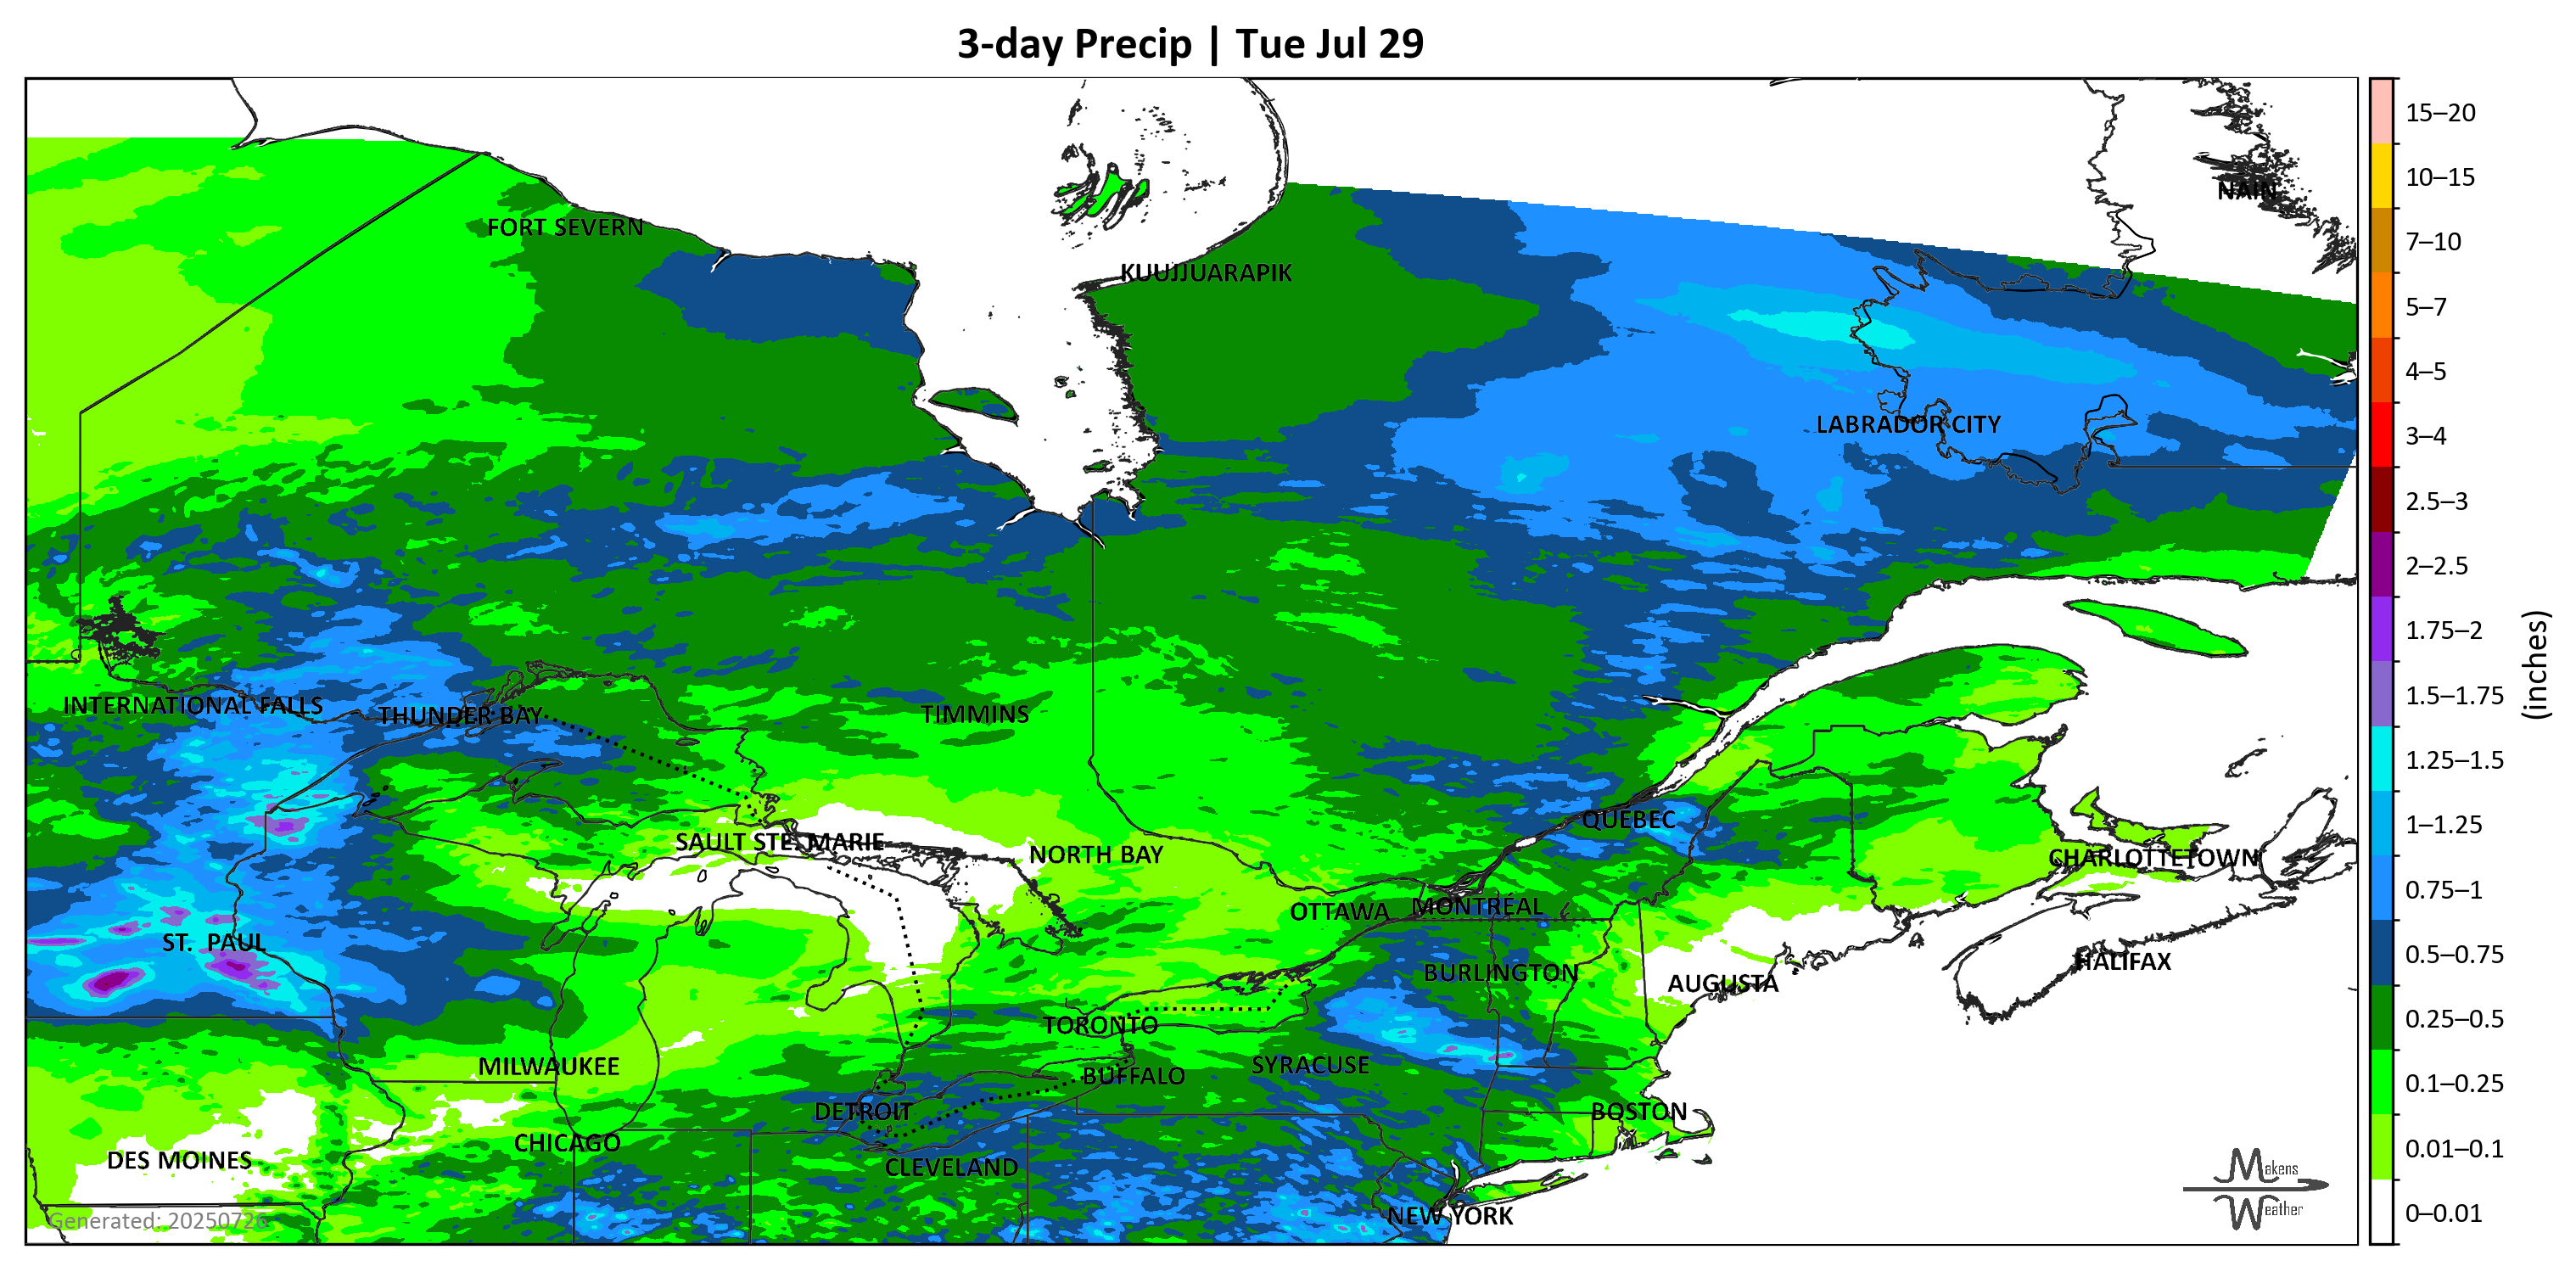 3-day Precip | Tue Jul 29
NAIN
FORT SEVERN
KUUJJUARAPIK
LABRADOR CITY
INTERNATIONAL FALLS
THUNDER BAY
TIMMINS
QUEBEC
SAULT STE. MARIE
NORTH BAY
CHARLOTTETOWN
OTTAWA
MONTREAL
ST. PAUL
HALIFAX
BURLINGTON
AUGUSTA
TORONTO
MILWAUKEE
SYRACUSE
BUFFALO
DETROIT
BOSTON
CHICAGO
DES MOINES
CLEVELAND
NEW YORK
Generated: 20250726
Makens
Weather
15–20
10–15
7–10
5–7
4–5
3–4
2.5–3
2–2.5
1.75–2
1.5–1.75
1.25–1.5
1–1.25
0.75–1
0.5–0.75
0.25–0.5
0.1–0.25
0.01–0.1
0–0.01
(inches)